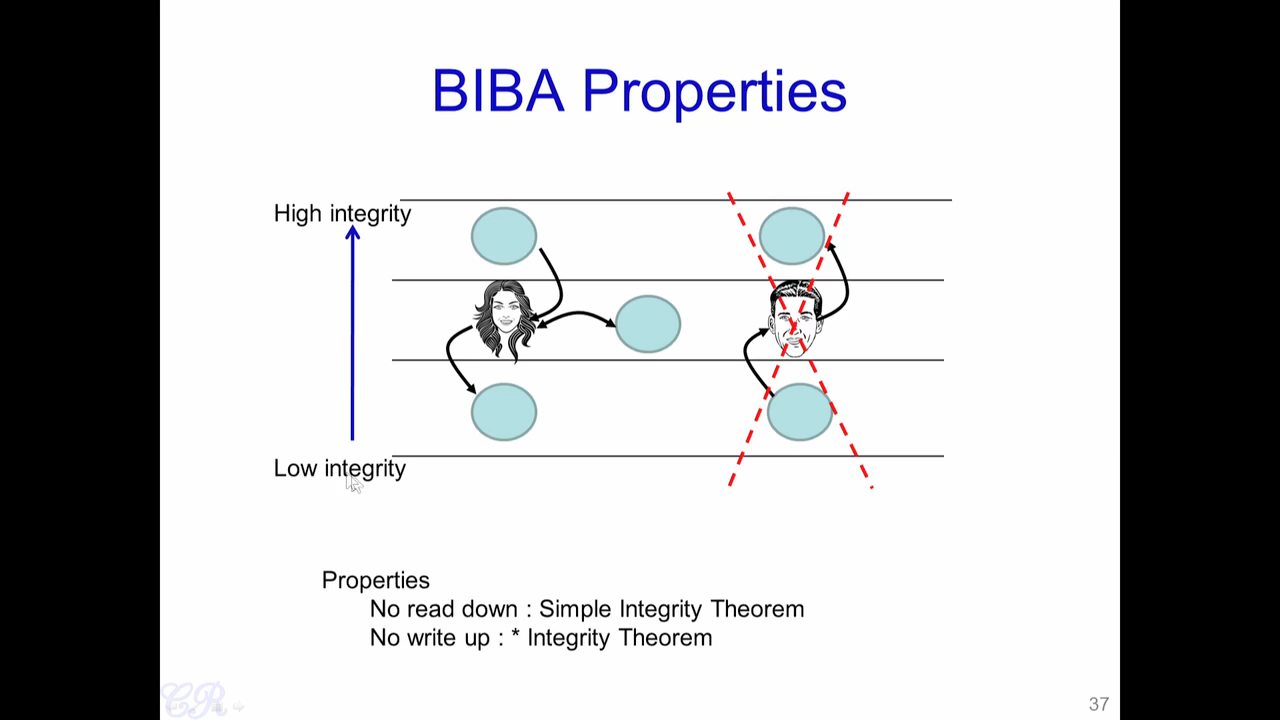 BIBA Properties
High integrity
Low integrity
Properties
No read down : Simple Integrity Theorem
No write up : * Integrity Theorem
CR
37